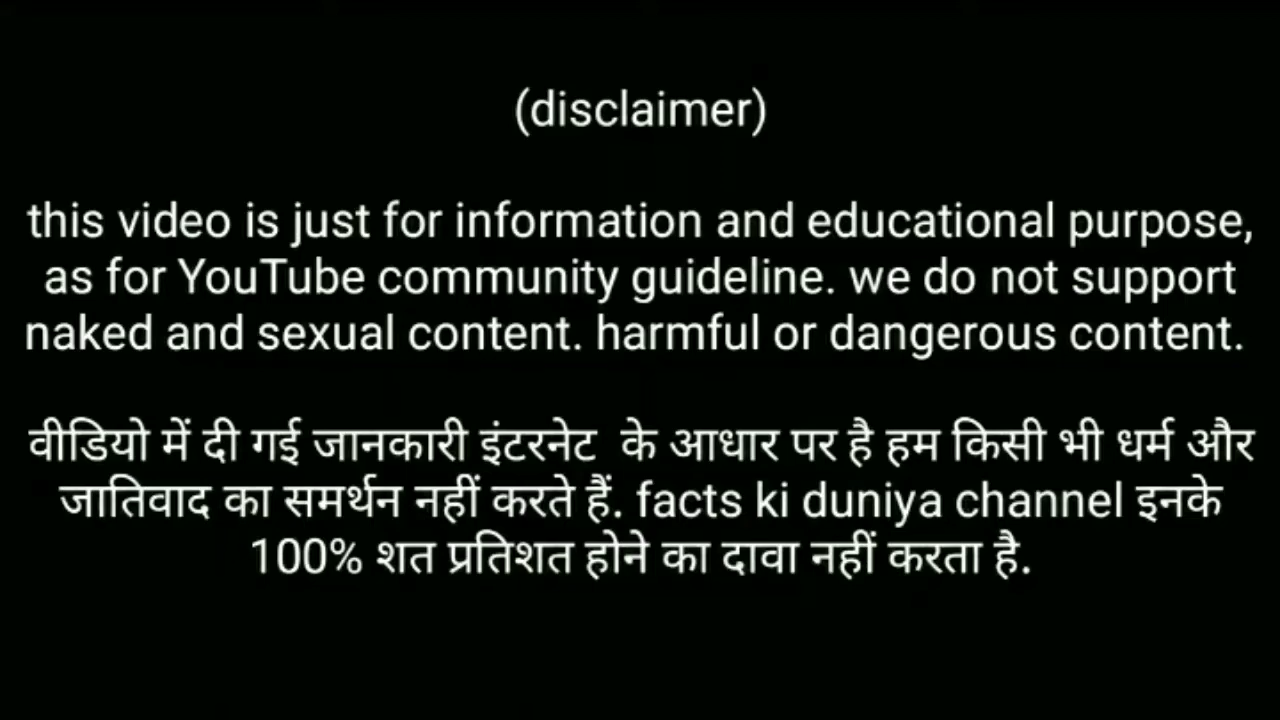 (disclaimer)
this video is just for information and educational purpose,
as for YouTube community guideline. we do not support
naked and sexual content. harmful or dangerous content.
वीडियो में दी गई जानकारी इंटरनेट के आधार पर है हम किसी भी धर्म और
जातिवाद का समर्थन नहीं करते हैं. facts ki duniya channel इनके
100% शत प्रतिशत होने का दावा नहीं करता है.